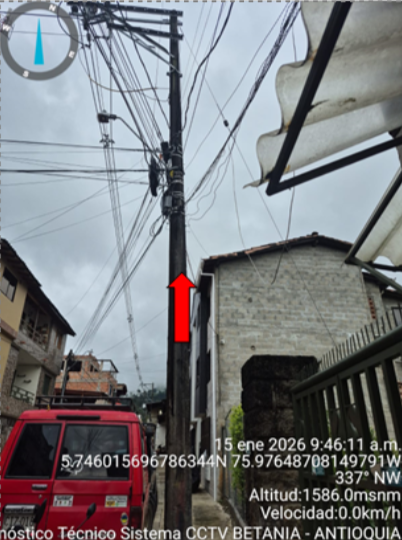 15 ene 2026 9:46:11 a.m.
5.746015696786344N 75.97648708149791W
337° NW
Altitud:1586.0msnm
Velocidad:0.0km/h
nóstico Técnico Sistema CCTV BETANIA - ANTIOQUIA